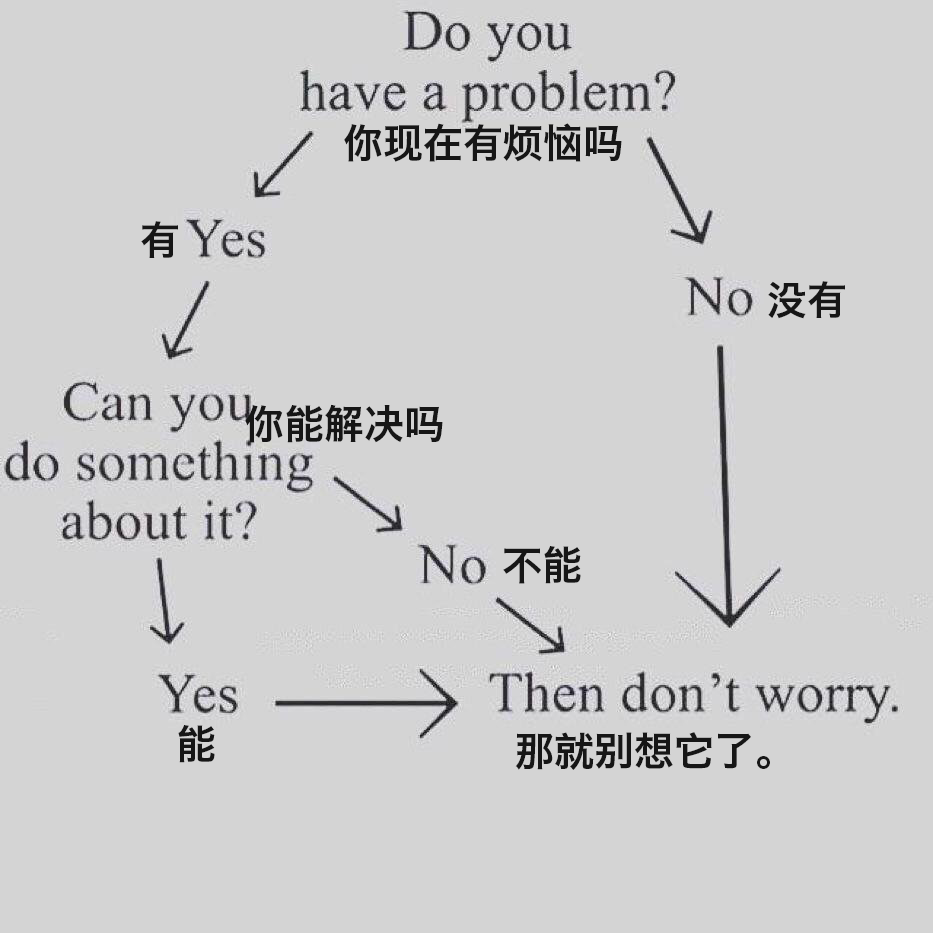 Do you
have a problem?
你现在有烦恼吗
有 Yes
No 没有
Can you
你能解决吗
do something
about it?
No 不能
Yes
能
Then don't worry.
那就别想它了。